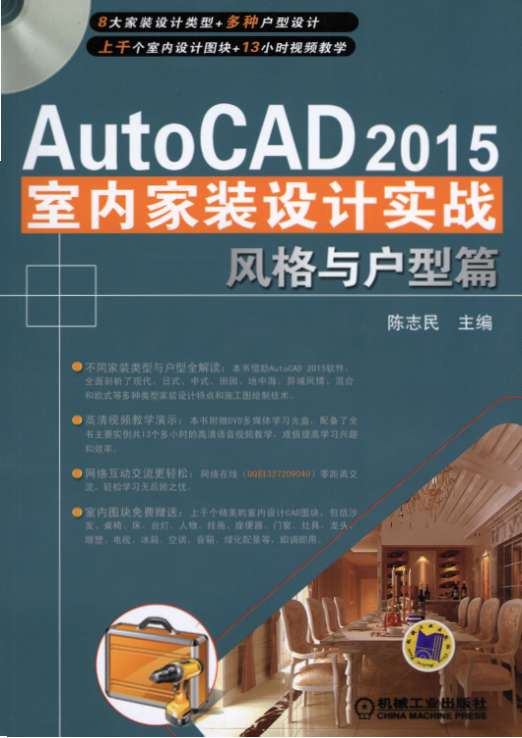 8大家装设计类型+多种户型设计
上千个室内设计图块+13小时视频教学
AutoCAD 2015
室内家装设计实战
风格与户型篇
陈志民 主编
不同家装类型与户型全解读：本书借助AutoCAD 2015软件，
全面剖析了现代、日式、中式、田园、地中海、异域风情、混合
和欧式等多种类型家装设计特点和施工图绘制技术。
高清视频教学演示：本书附赠DVD多媒体学习光盘，配备了全
书主要实例共13个多小时的高清语音视频教学，成倍提高学习兴趣
和效率。
网络互动交流更轻松：网络在线（QQ群327209040）零距离交
流，轻松学习无后顾之忧。
室内图块免费赠送：上千个精美的室内设计CAD图块，包括沙
发、桌椅、床、台灯、人物、挂画、座便器、门窗、灶具、龙头、
雕塑、电视、冰箱、空调、音箱、绿化配景等，即调即用。
机械工业出版社
CHINA MACHINE PRESS